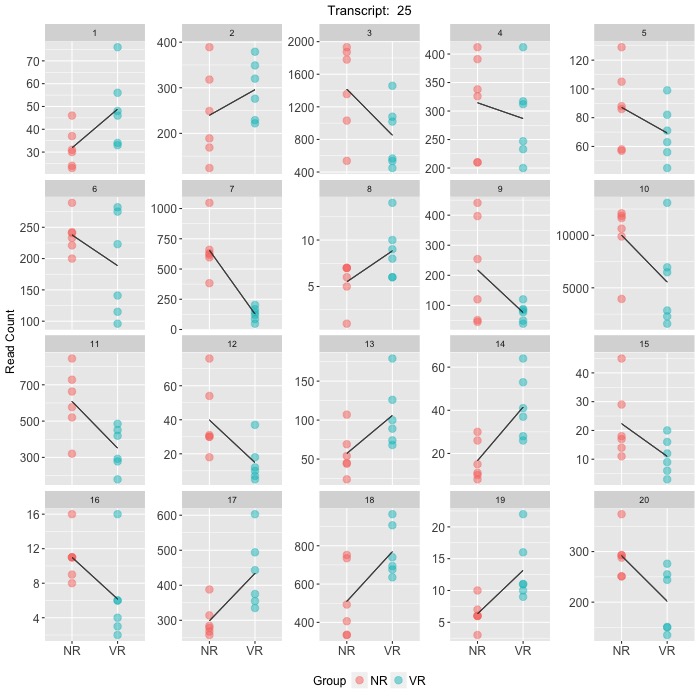 Transcript:  25
1 2 3 4 5
70 60 50 40 30
400 300 200
2000 1600 1200 800 400
400 350 300 250 200
120 100 80 60
6 7 8 9 10
250 200 150 100
1000 750 500 250 0
10 5
400 300 200 100
10000 5000
Read Count
11 12 13 14 15
700 500 300
60 40 20
150 100 50
60 40 20
40 30 20 10
16 17 18 19 20
16 12 8 4
600 500 400 300
800 600 400
20 15 10 5
300 200
NR VR NR VR NR VR NR VR NR VR
Group NR VR